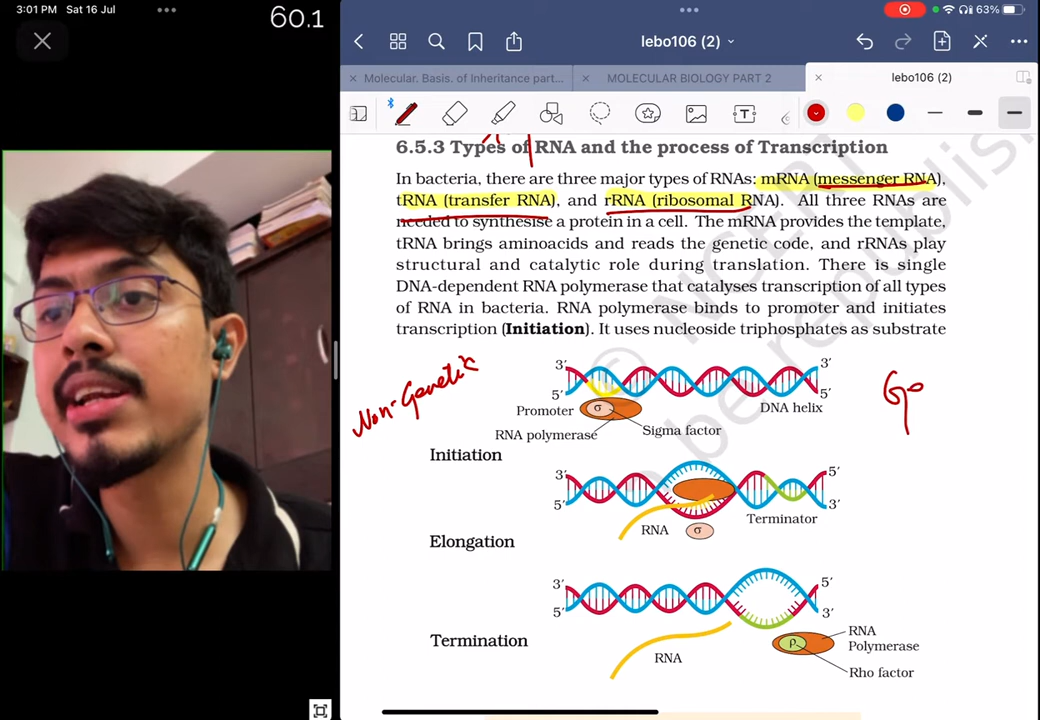 3:01 PM Sat 16 Jul
60.1
63%
lebo106 (2)
Molecular. Basis. of Inheritance part...
MOLECULAR BIOLOGY PART 2
lebo106 (2)
6.5.3 Types of RNA and the process of Transcription
In bacteria, there are three major types of RNAs: mRNA (messenger RNA),
tRNA (transfer RNA), and rRNA (ribosomal RNA). All three RNAs are
needed to synthesise a protein in a cell. The mRNA provides the template,
tRNA brings aminoacids and reads the genetic code, and rRNAs play
structural and catalytic role during translation. There is single
DNA-dependent RNA polymerase that catalyses transcription of all types
of RNA in bacteria. RNA polymerase binds to promoter and initiates
transcription (Initiation). It uses nucleoside triphosphates as substrate
Non-Genetic
Ge
3′ 3′
5′ 5′
Promoter σ DNA helix
RNA polymerase Sigma factor
Initiation
3′ 5′
5′ 3′
RNA σ Terminator
Elongation
3′ 5′
5′ 3′
Termination
RNA
ρ RNA
Polymerase
Rho factor
© NCERT
be republis